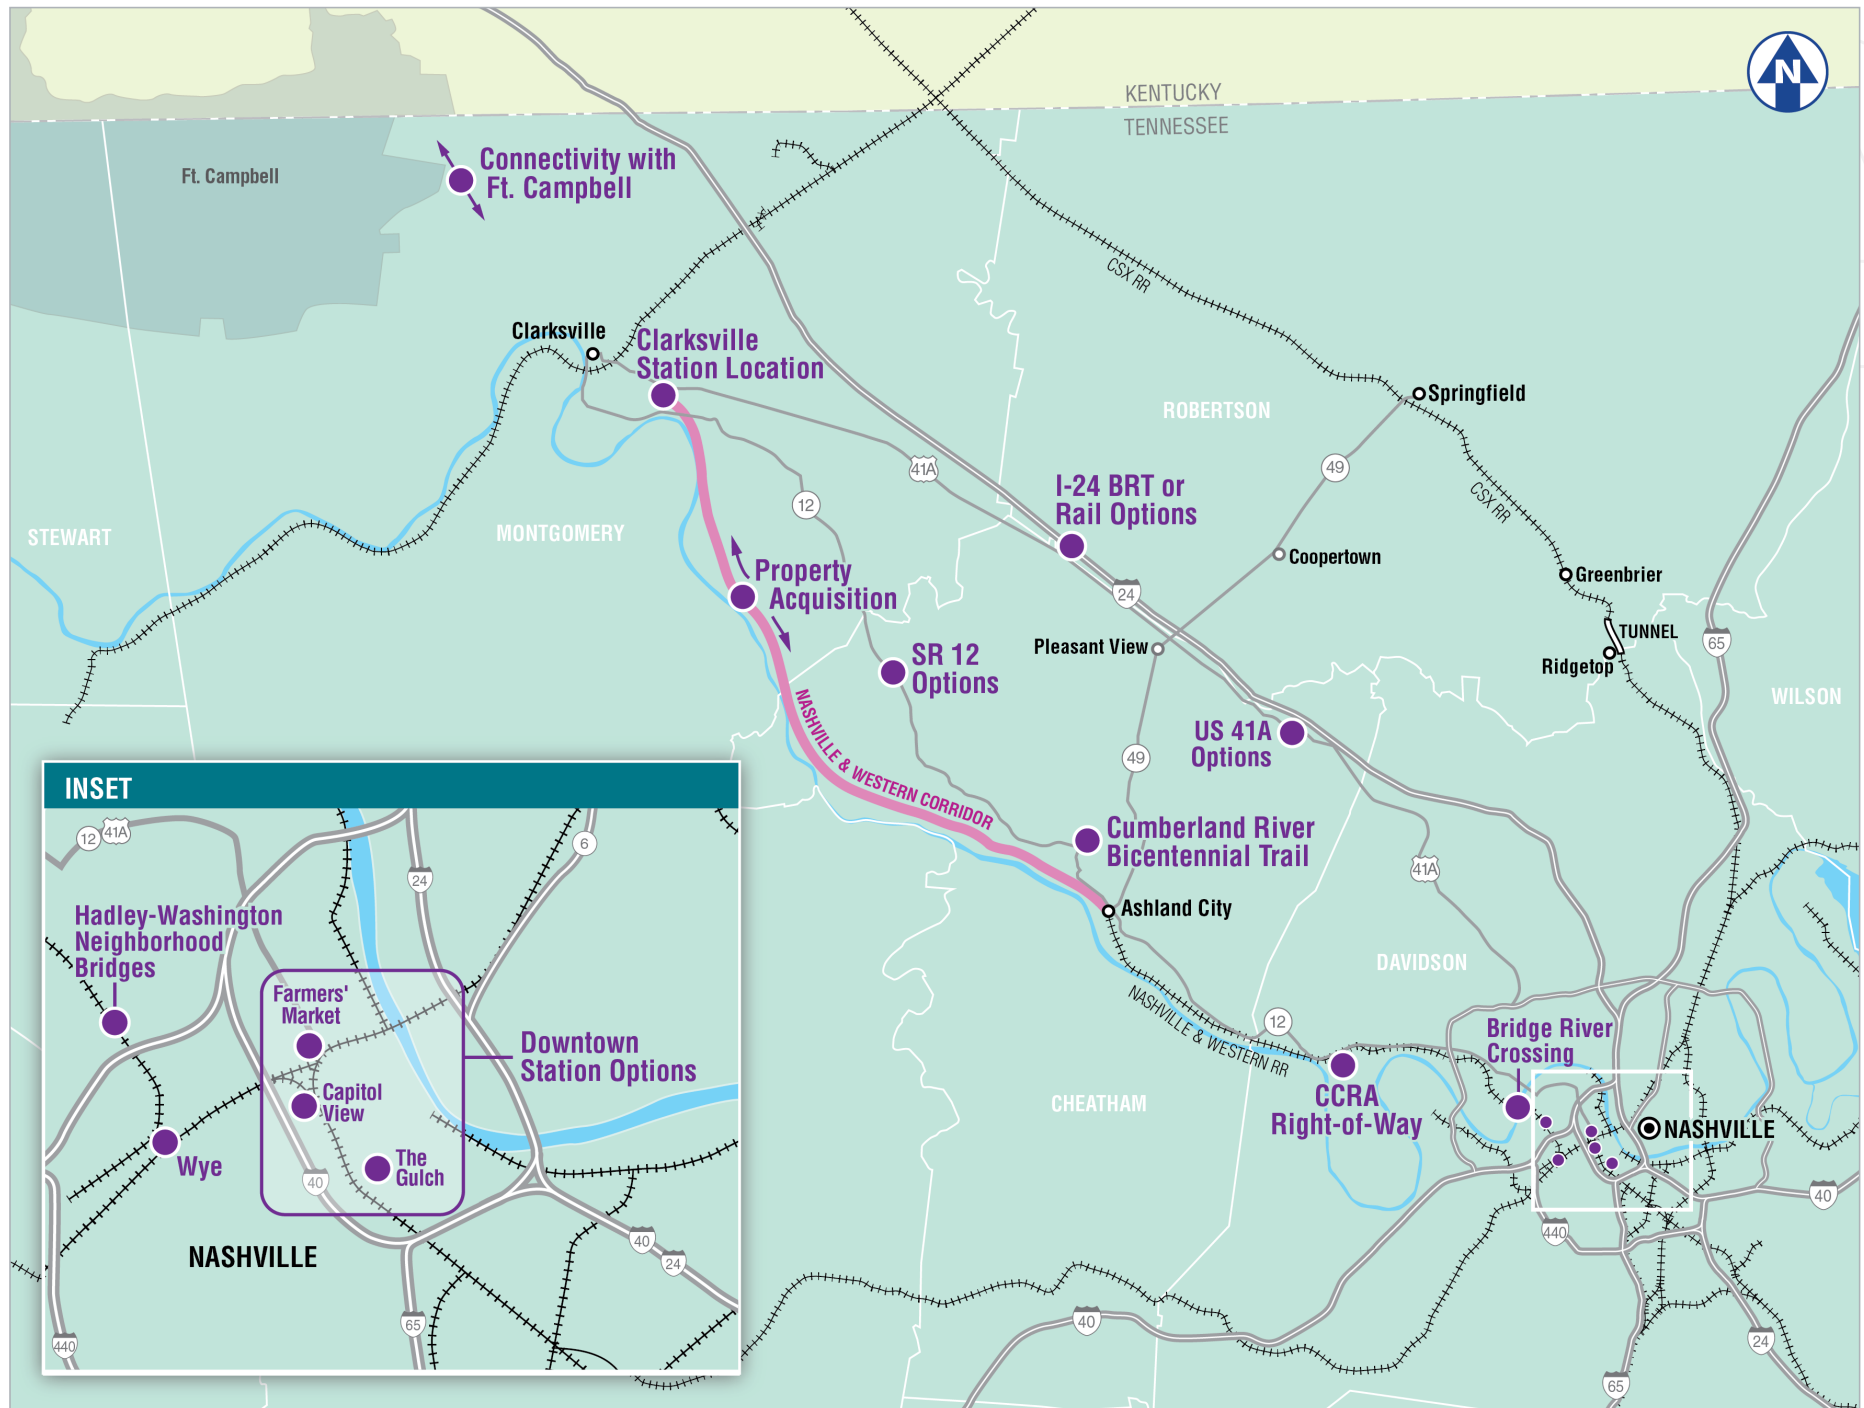 KENTUCKY
TENNESSEE
N
Ft. Campbell
Connectivity with
Ft. Campbell
CSX RR
Clarksville
Clarksville
Station Location
Springfield
ROBERTSON
41A
49
I-24 BRT or
Rail Options
12
CSX RR
STEWART
MONTGOMERY
Coopertown
Greenbrier
Property
Acquisition
24
TUNNEL
65
Pleasant View
Ridgetop
SR 12
Options
WILSON
NASHVILLE & WESTERN CORRIDOR
US 41A
Options
49
Cumberland River
Bicentennial Trail
41A
Ashland City
DAVIDSON
NASHVILLE & WESTERN RR
12
Bridge River
Crossing
CCRA
Right-of-Way
CHEATHAM
NASHVILLE
40
440
40
24
65
INSET
12
41A
6
24
Hadley-Washington
Neighborhood
Bridges
Farmers'
Market
Downtown
Station Options
Capitol
View
Wye
The
Gulch
40
NASHVILLE
40
24
65
440